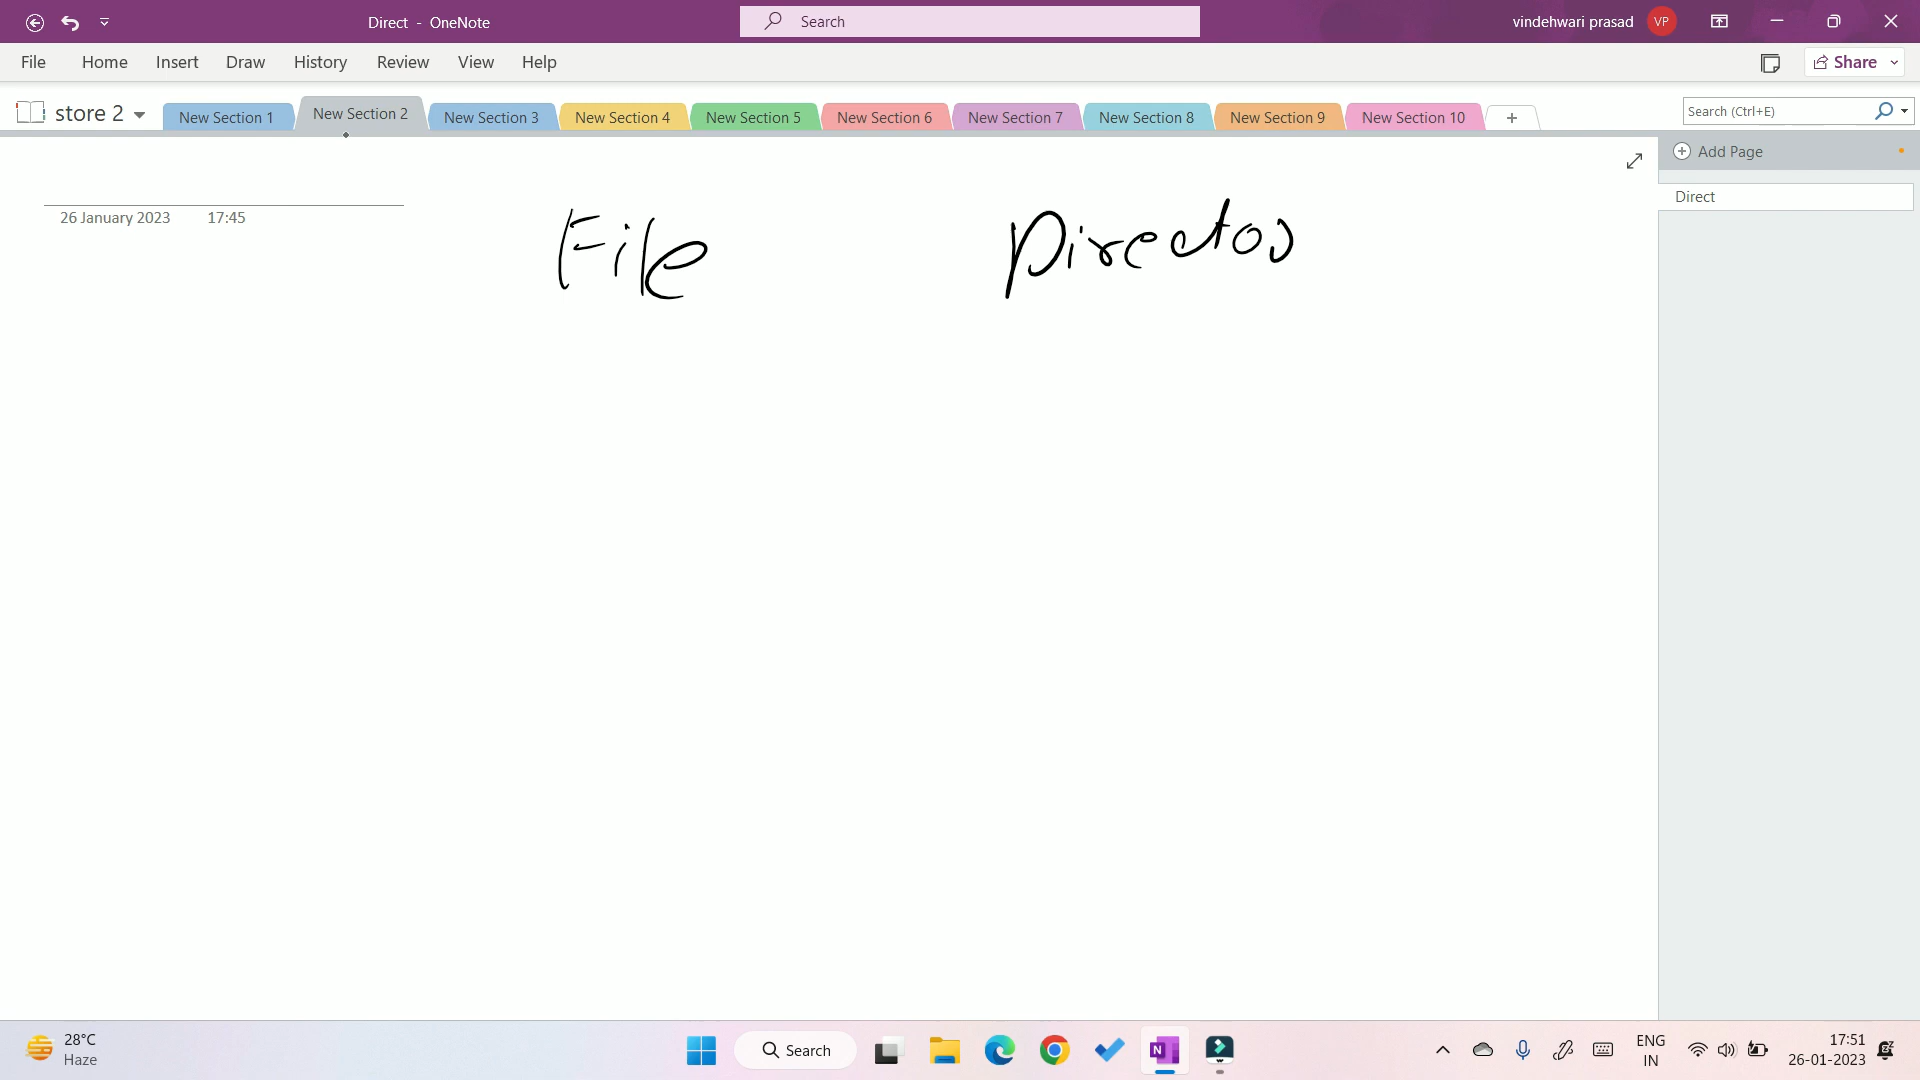 Direct - OneNote
Search
vindehwari prasad
VP
File Home Insert Draw History Review View Help
Share
store 2
New Section 1
New Section 2
New Section 3
New Section 4
New Section 5
New Section 6
New Section 7
New Section 8
New Section 9
New Section 10
+
Search (Ctrl+E)
Add Page
Direct
26 January 2023 17:45
File Director
28°C
Haze
Search
ENG
IN
17:51
26-01-2023